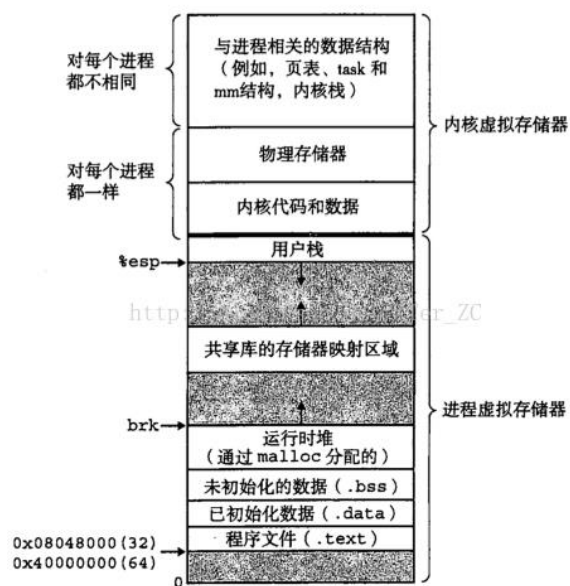 对每个进程
都不相同
与进程相关的数据结构
（例如，页表、task 和
mm结构，内核栈）
内核虚拟存储器
物理存储器
对每个进程
都一样
内核代码和数据
用户栈
%esp
共享库的存储器映射区域
进程虚拟存储器
brk
运行时堆
（通过 malloc 分配的）
未初始化的数据（.bss）
已初始化数据（.data）
程序文件（.text）
0x08048000(32)
0x40000000(64)
0